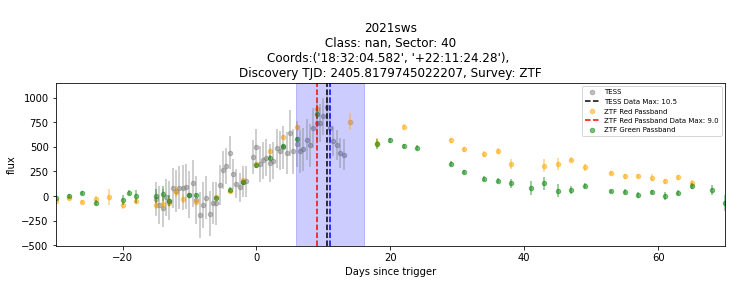 2021sws
Class: nan, Sector: 40
Coords:('18:32:04.582', '+22:11:24.28'),
Discovery TJD: 2405.8179745022207, Survey: ZTF
TESS
TESS Data Max: 10.5
ZTF Red Passband
ZTF Red Passband Data Max: 9.0
ZTF Green Passband
flux
1000
750
500
250
0
−250
−500
−20
0
20
40
60
Days since trigger